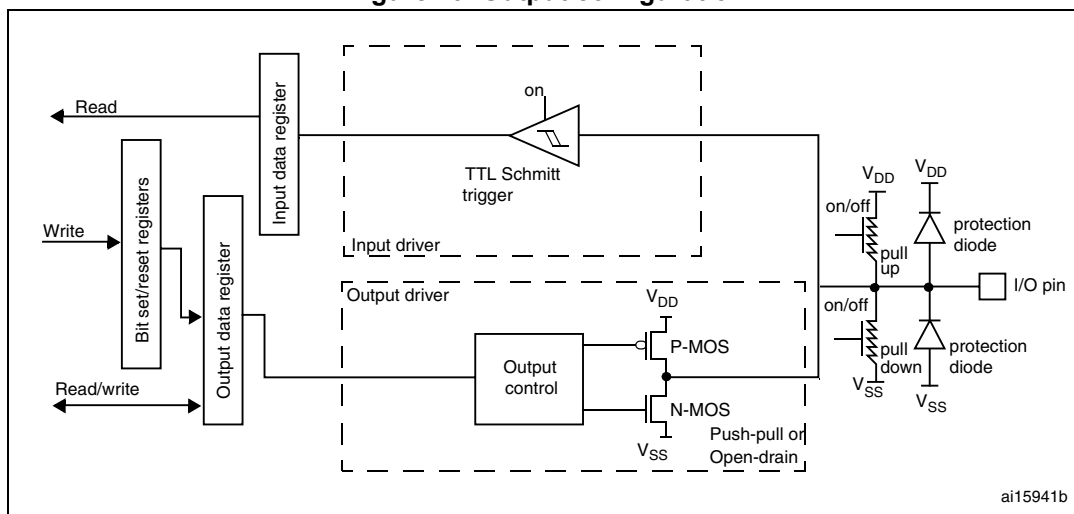 Read
Bit set/reset registers
Write
Read/write
Input data register
Output data register
on
TTL Schmitt
trigger
Input driver
Output driver
VDD
Output
control
P-MOS
N-MOS
VSS
Push-pull or
Open-drain
VDD
on/off
pull
up
on/off
pull
down
VSS
VDD
protection
diode
I/O pin
protection
diode
VSS
ai15941b